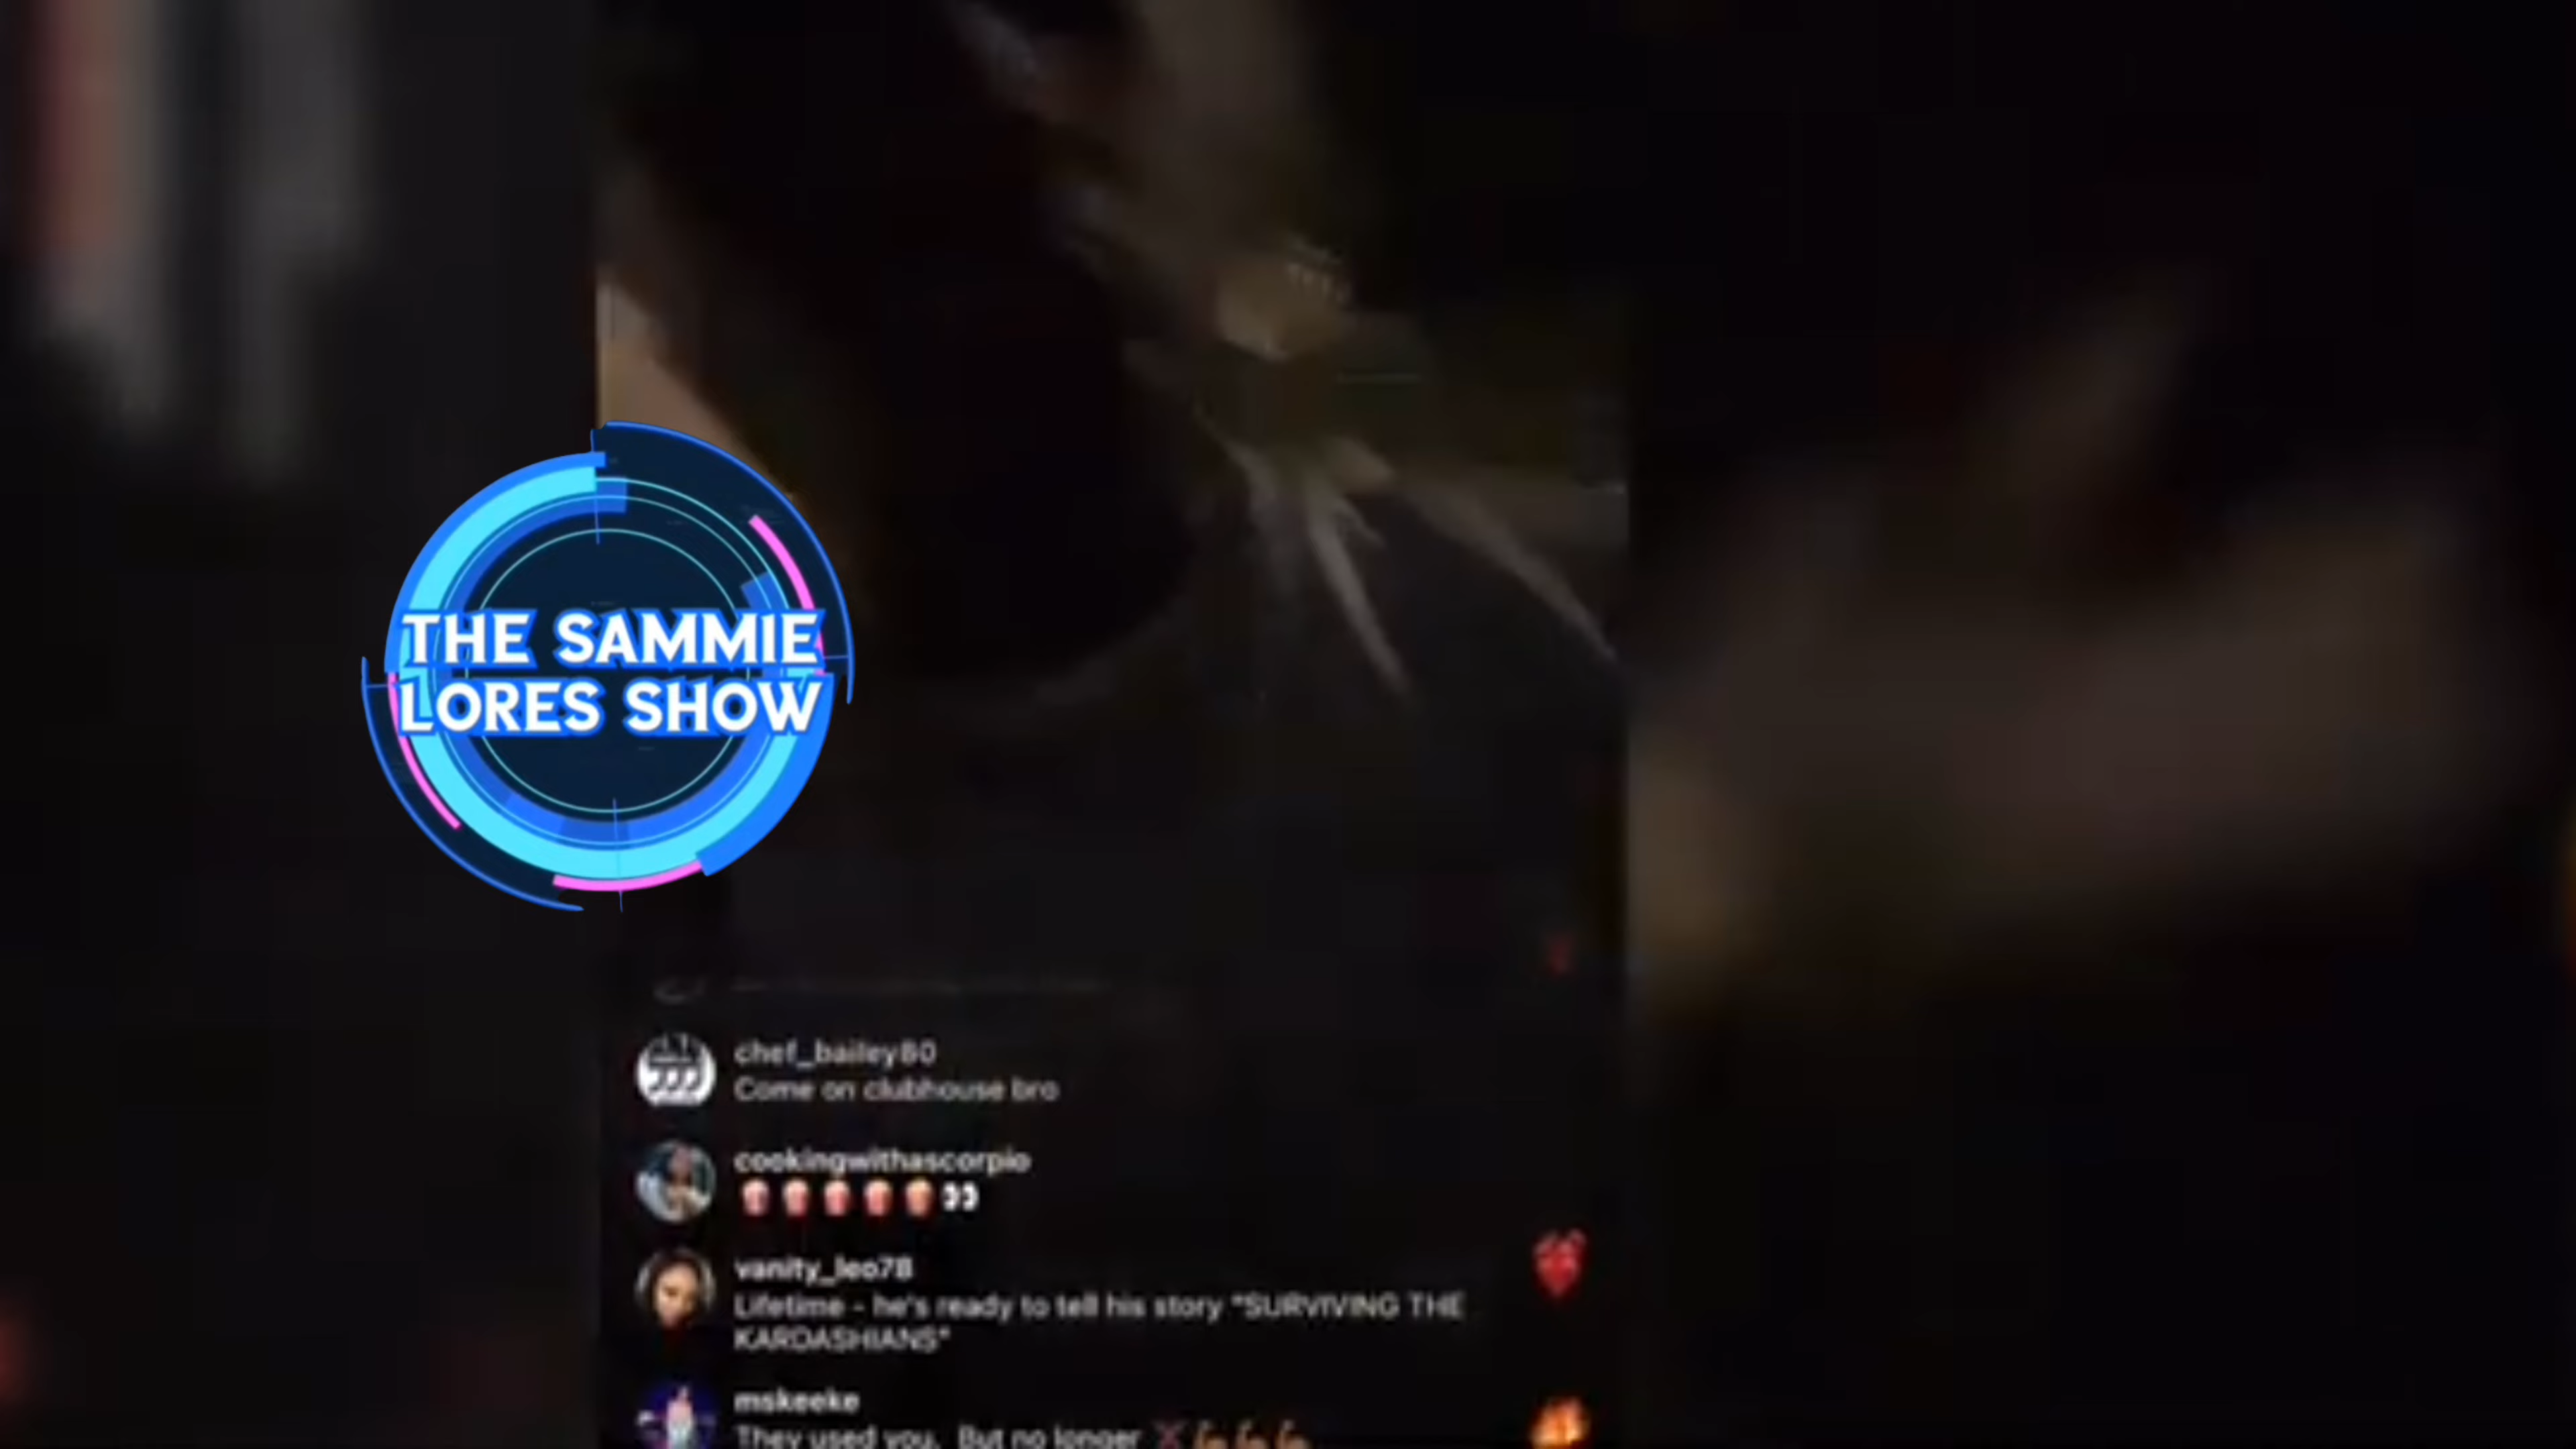 THE SAMMIE
LORES SHOW
chef_bailey80
Come on clubhouse bro
cookingwithascorpio
🍿🍿🍿🍿🍿👀
vanity_leo78
Lifetime - he's ready to tell his story "SURVIVING THE
KARDASHIANS"
mskeeke
They used you. But no longer